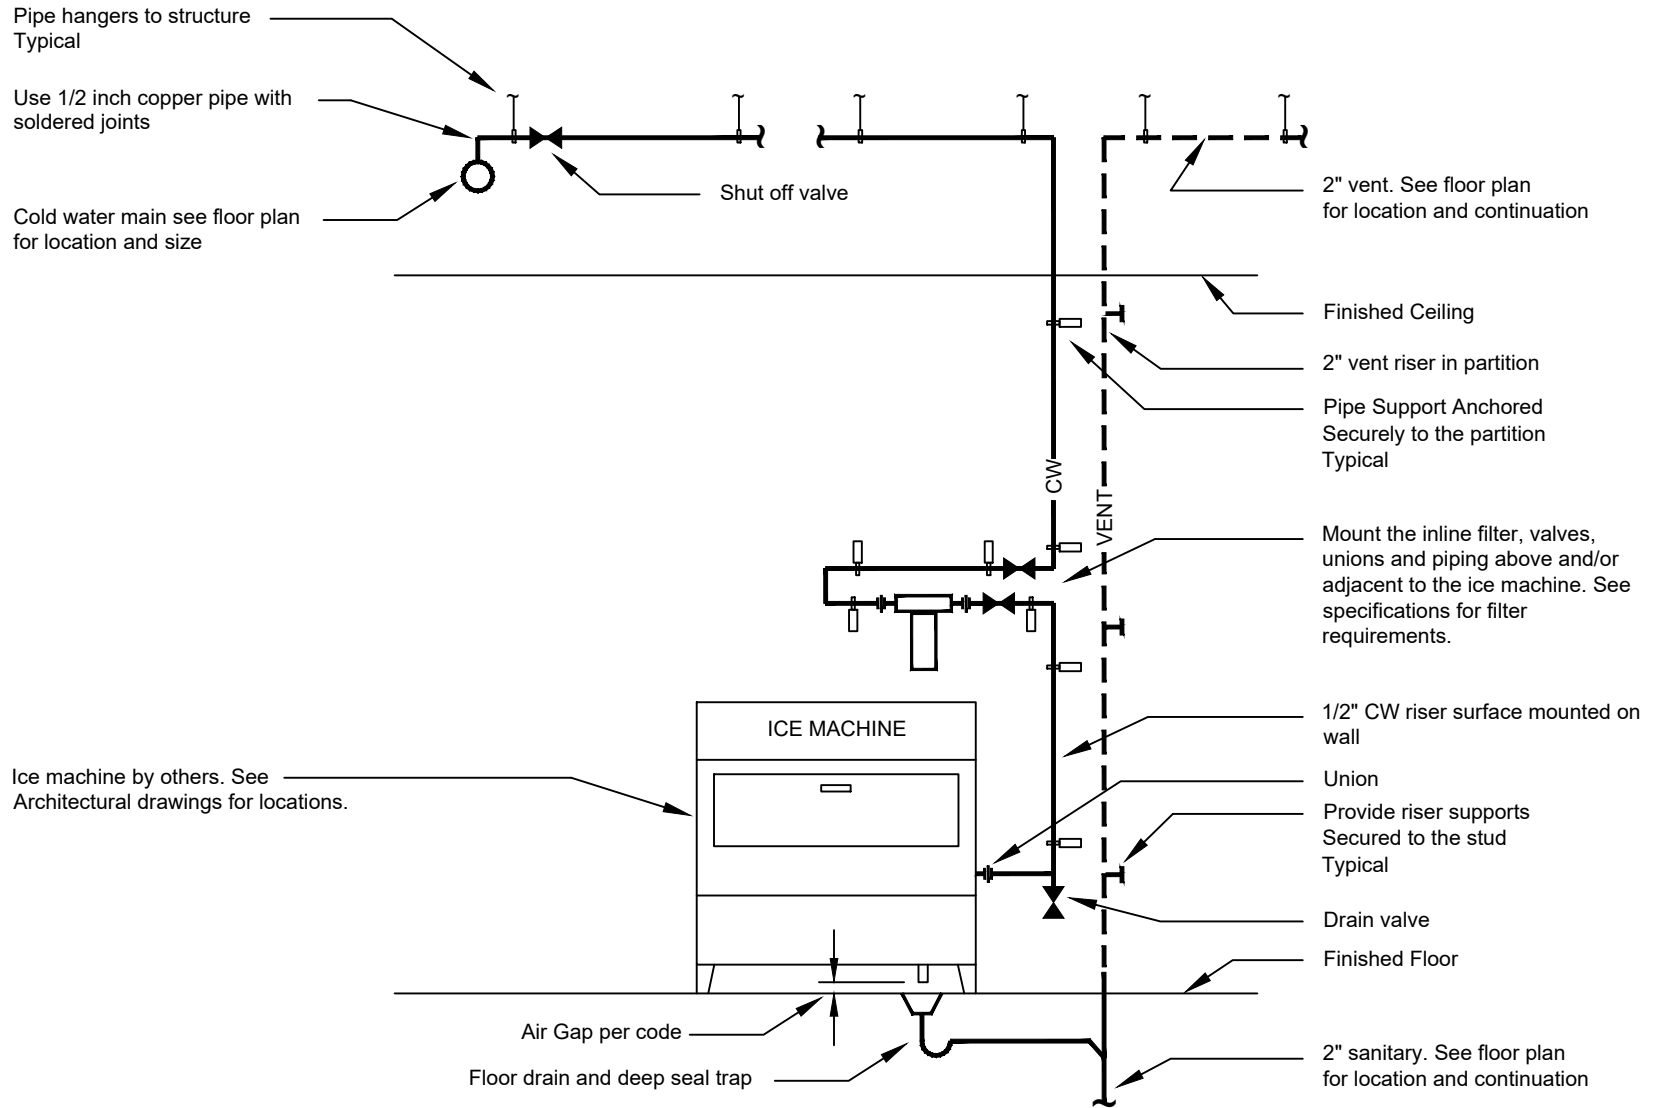 Pipe hangers to structure
Typical
Use 1/2 inch copper pipe with
soldered joints
Cold water main see floor plan
for location and size
Shut off valve
2" vent. See floor plan
for location and continuation
Finished Ceiling
2" vent riser in partition
Pipe Support Anchored
Securely to the partition
Typical
CW
VENT
Mount the inline filter, valves,
unions and piping above and/or
adjacent to the ice machine. See
specifications for filter
requirements.
ICE MACHINE
1/2" CW riser surface mounted on
wall
Ice machine by others. See
Architectural drawings for locations.
Union
Provide riser supports
Secured to the stud
Typical
Drain valve
Finished Floor
Air Gap per code
Floor drain and deep seal trap
2" sanitary. See floor plan
for location and continuation